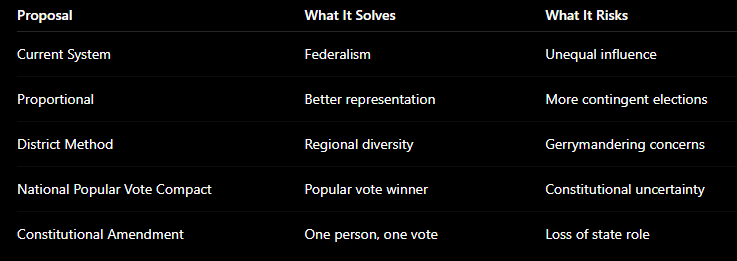 Proposal What It Solves What It Risks
Current System Federalism Unequal influence
Proportional Better representation More contingent elections
District Method Regional diversity Gerrymandering concerns
National Popular Vote Compact Popular vote winner Constitutional uncertainty
Constitutional Amendment One person, one vote Loss of state role